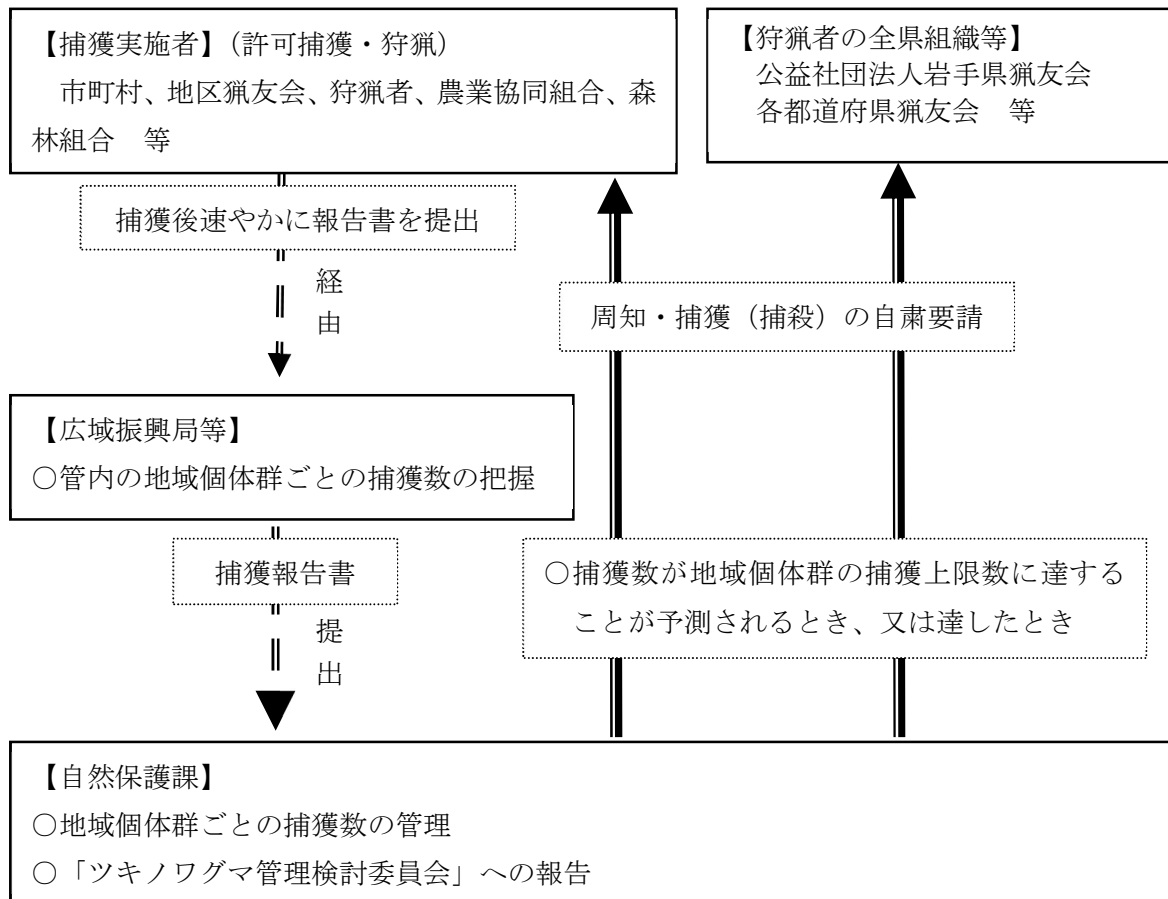 【捕獲実施者】（許可捕獲・狩猟）
市町村、地区猟友会、狩猟者、農業協同組合、森
林組合　等
【狩猟者の全県組織等】
公益社団法人岩手県猟友会
各都道府県猟友会　等
捕獲後速やかに報告書を提出
経
由
周知・捕獲（捕殺）の自粛要請
【広域振興局等】
○管内の地域個体群ごとの捕獲数の把握
捕獲報告書
提
出
○捕獲数が地域個体群の捕獲上限数に達する
ことが予測されるとき、又は達したとき
【自然保護課】
○地域個体群ごとの捕獲数の管理
○「ツキノワグマ管理検討委員会」への報告